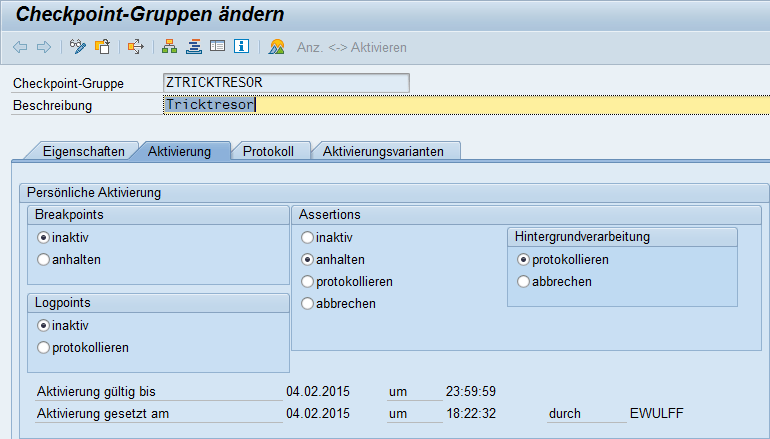 Checkpoint-Gruppen ändern
Anz. <-> Aktivieren
Checkpoint-Gruppe ZTRICKTRESOR
Beschreibung Tricktresor
Eigenschaften Aktivierung Protokoll Aktivierungsvarianten
Persönliche Aktivierung
Breakpoints
inaktiv
anhalten
Logpoints
inaktiv
protokollieren
Assertions
inaktiv
anhalten
protokollieren
abbrechen
Hintergrundverarbeitung
protokollieren
abbrechen
Aktivierung gültig bis 04.02.2015 um 23:59:59
Aktivierung gesetzt am 04.02.2015 um 18:22:32 durch EWULFF